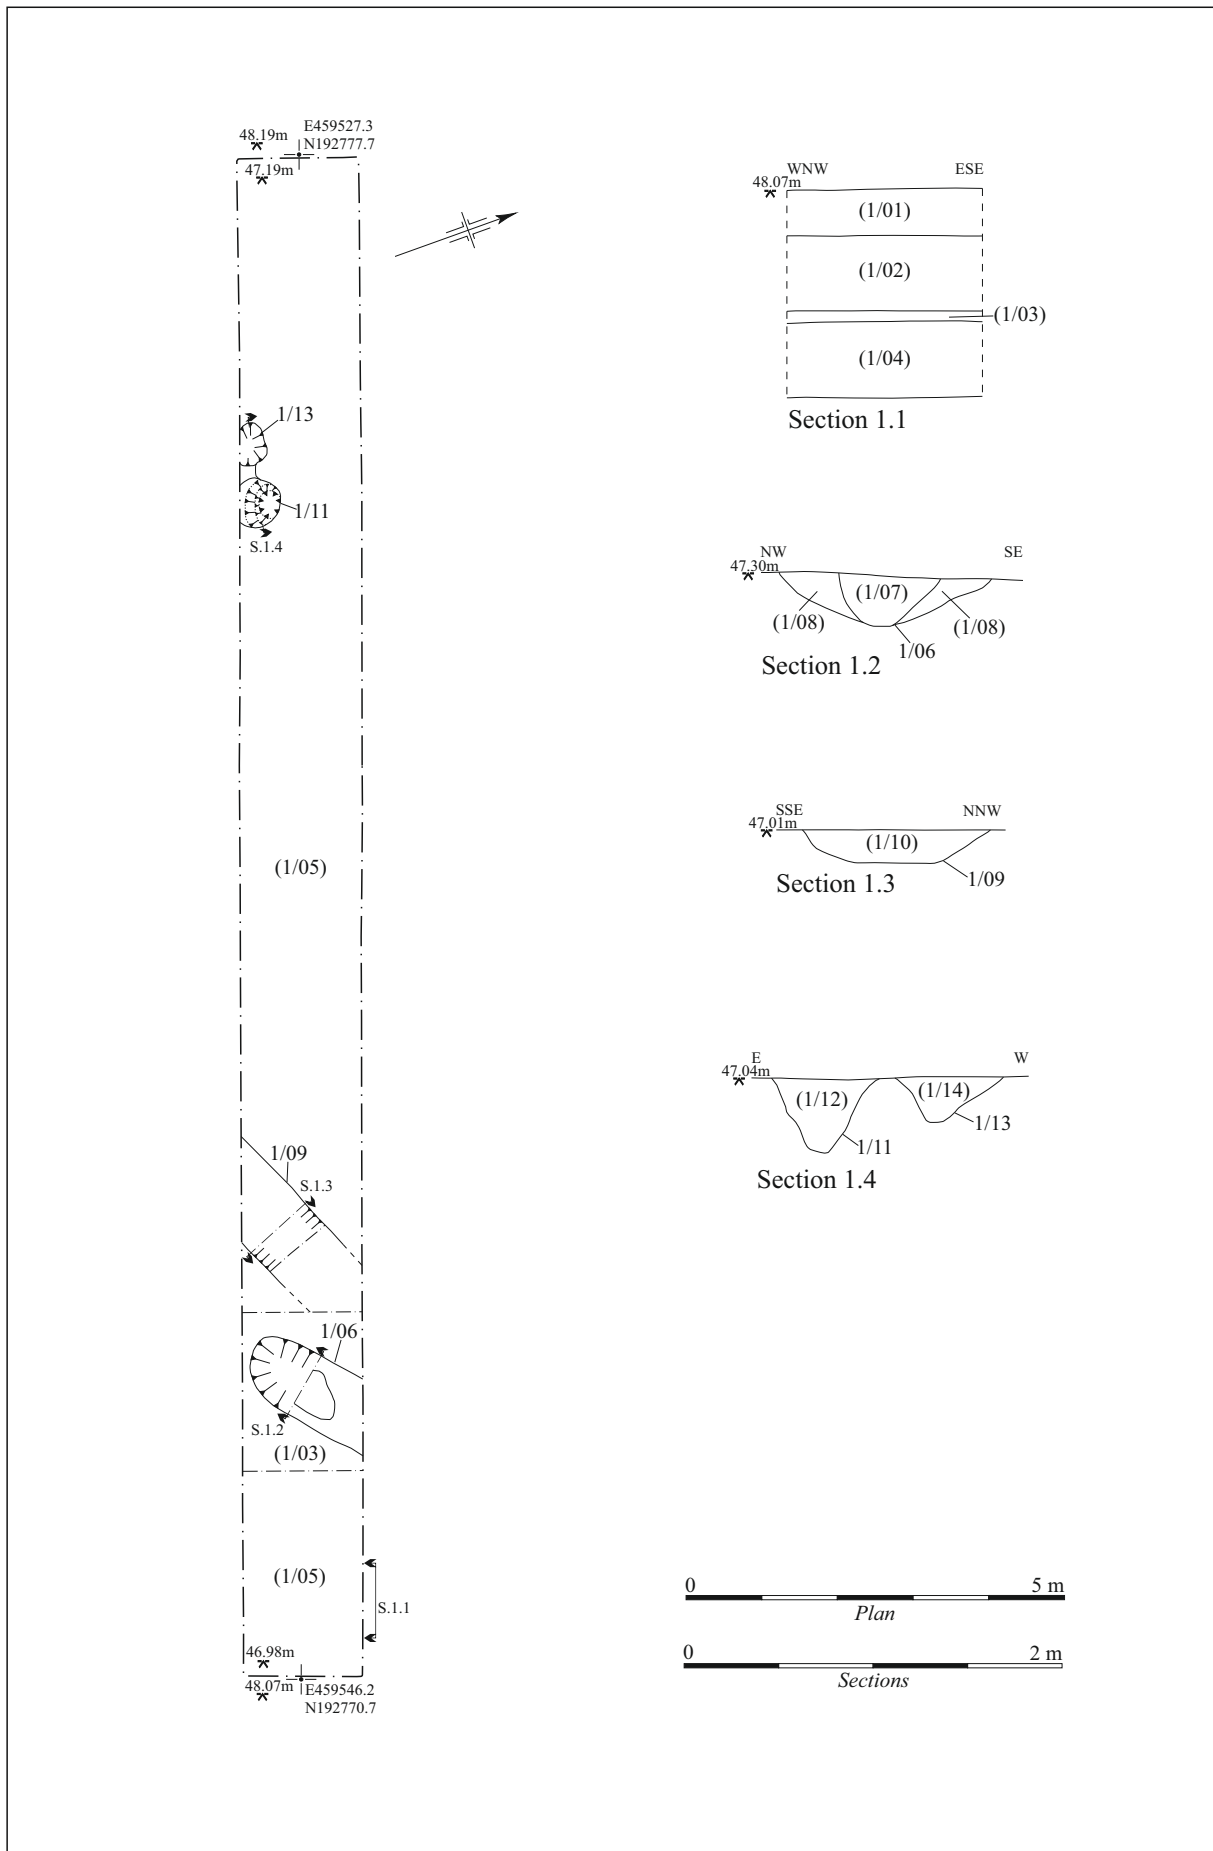 48.19m
E459527.3
N192777.7
47.19m
1/13
1/11
S.1.4
(1/05)
1/09
S.1.3
1/06
S.1.2
(1/03)
(1/05)
S.1.1
46.98m
48.07m
E459546.2
N192770.7
WNW ESE
48.07m
(1/01)
(1/02)
(1/03)
(1/04)
Section 1.1
NW SE
47.30m
(1/07)
(1/08) (1/08)
1/06
Section 1.2
SSE NNW
47.01m
(1/10)
1/09
Section 1.3
E W
47.04m
(1/12) (1/14)
1/13
1/11
Section 1.4
0 5 m
Plan
0 2 m
Sections